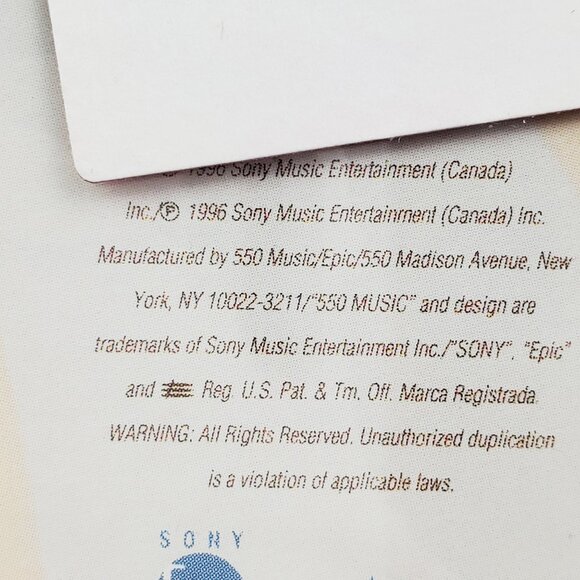 1996 Sony Music Entertainment (Canada)
Inc./℗ 1996 Sony Music Entertainment (Canada) Inc.
Manufactured by 550 Music/Epic/550 Madison Avenue, New
York, NY 10022-3211/"550 MUSIC" and design are
trademarks of Sony Music Entertainment Inc./"SONY", "Epic"
and Reg. U.S. Pat. & Tm. Off. Marca Registrada.
WARNING: All Rights Reserved. Unauthorized duplication
is a violation of applicable laws.
SONY